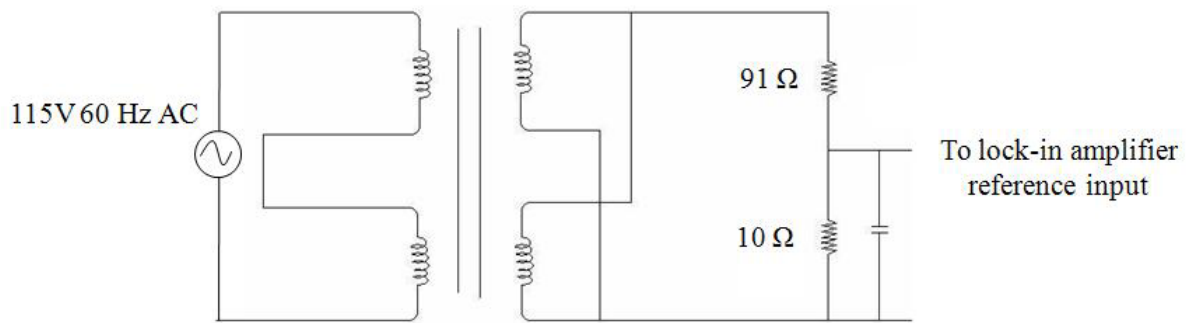 91 Ω
115V 60 Hz AC
To lock-in amplifier
reference input
10 Ω